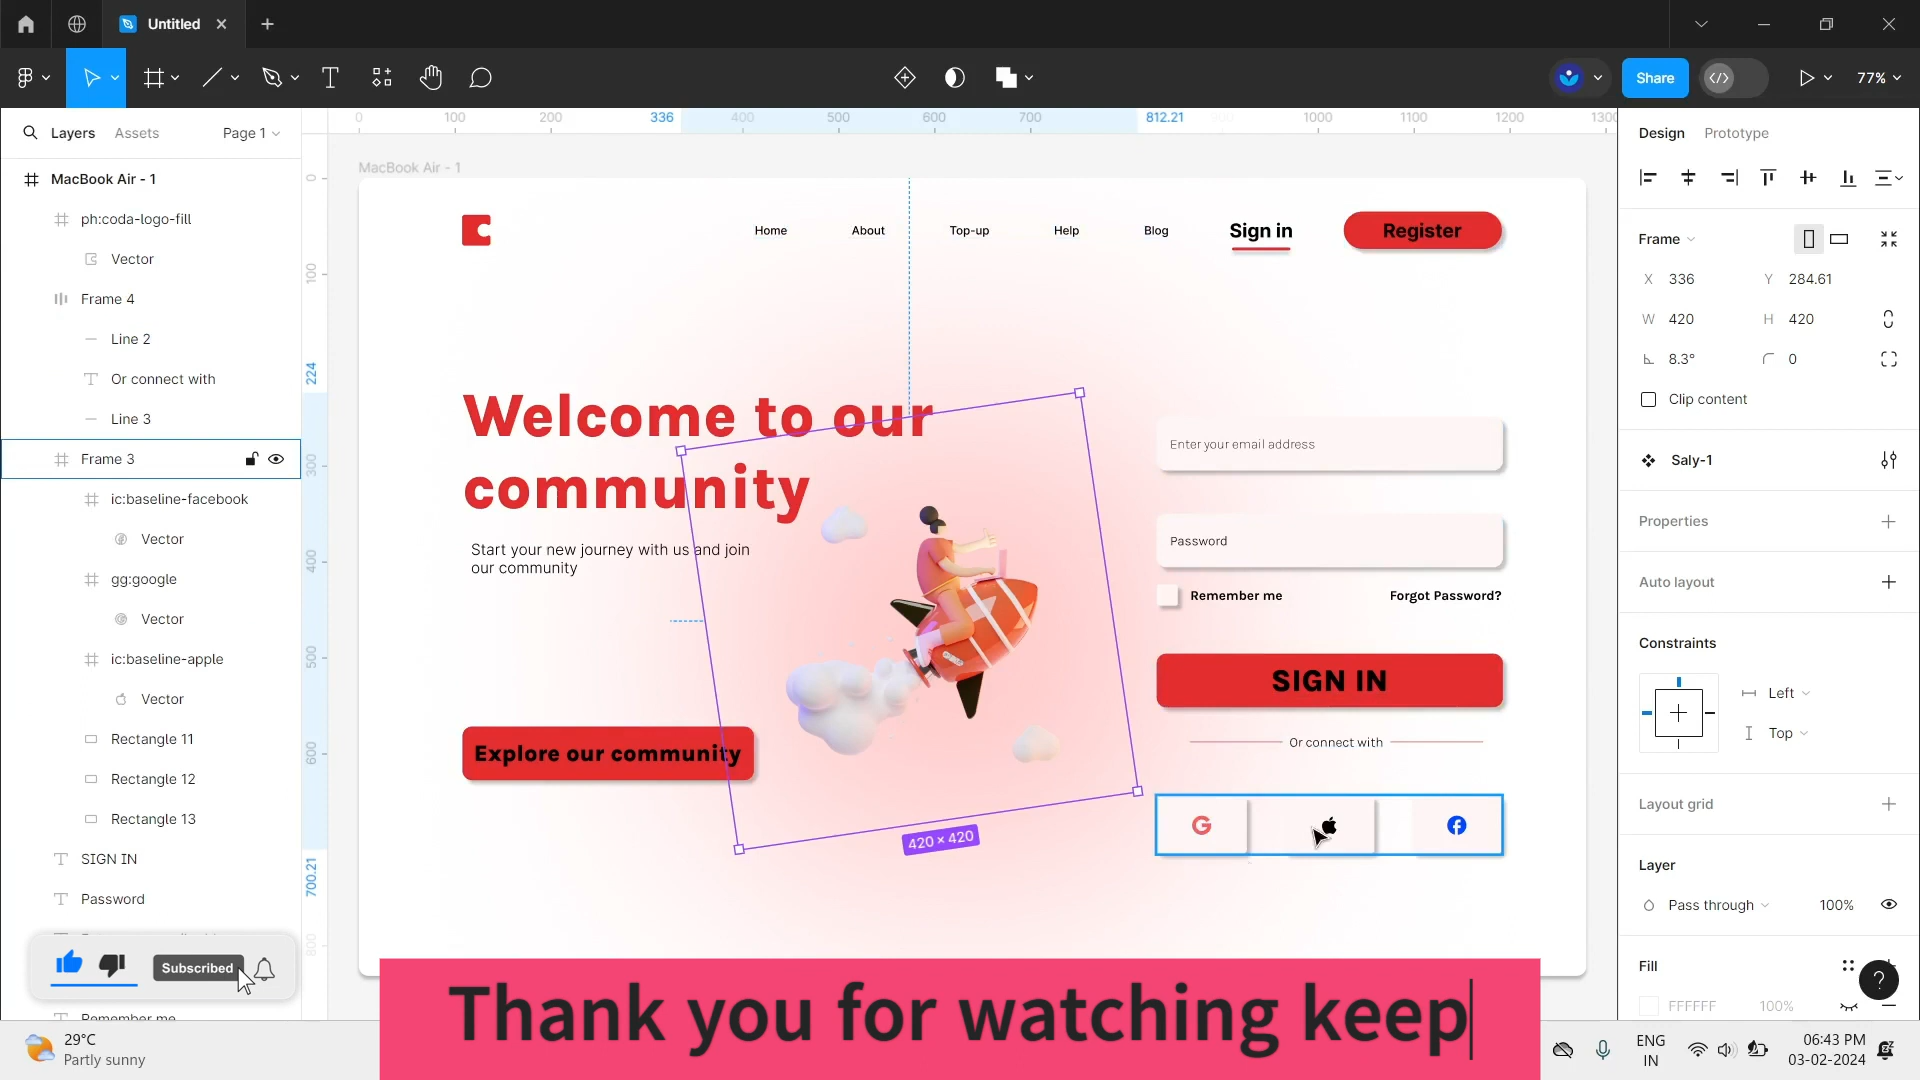 Untitled
Share
77%
Layers
Assets
Page 1
336
812.21
0
100
200
400
500
600
700
1000
1100
1200
1300
Design
Prototype
MacBook Air - 1
ph:coda-logo-fill
Vector
Frame 4
Line 2
Or connect with
Line 3
Frame 3
ic:baseline-facebook
Vector
gg:google
Vector
ic:baseline-apple
Vector
Rectangle 11
Rectangle 12
Rectangle 13
SIGN IN
Password
Remember me
Subscribed
0
100
224
300
400
500
600
700.21
800
MacBook Air - 1
Home
About
Top-up
Help
Blog
Sign in
Register
Welcome to our
community
Start your new journey with us and join
our community
Explore our community
420 × 420
Enter your email address
Password
Remember me
Forgot Password?
SIGN IN
Or connect with
Frame
X 336
Y 284.61
W 420
H 420
8.3°
0
Clip content
Saly-1
Properties
Auto layout
Constraints
Left
Top
Layout grid
Layer
Pass through
100%
Fill
FFFFFF
100%
?
Thank you for watching keep
29°C
Partly sunny
ENG
IN
06:43 PM
03-02-2024